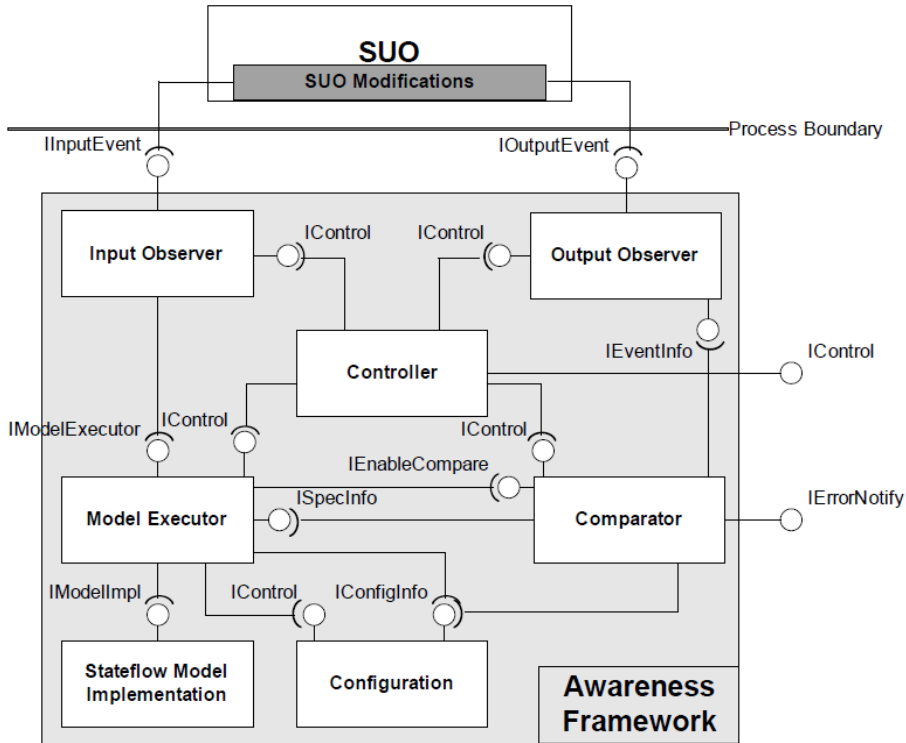 SUO
SUO Modifications
Process Boundary
IInputEvent
IOutputEvent
Input Observer
IControl
IControl
Output Observer
IEventInfo
IControl
Controller
IModelExecutor
IControl
IControl
IEnableCompare
ISpecInfo
IErrorNotify
Model Executor
Comparator
IModelImpl
IControl
IConfigInfo
Stateflow Model
Implementation
Configuration
Awareness
Framework